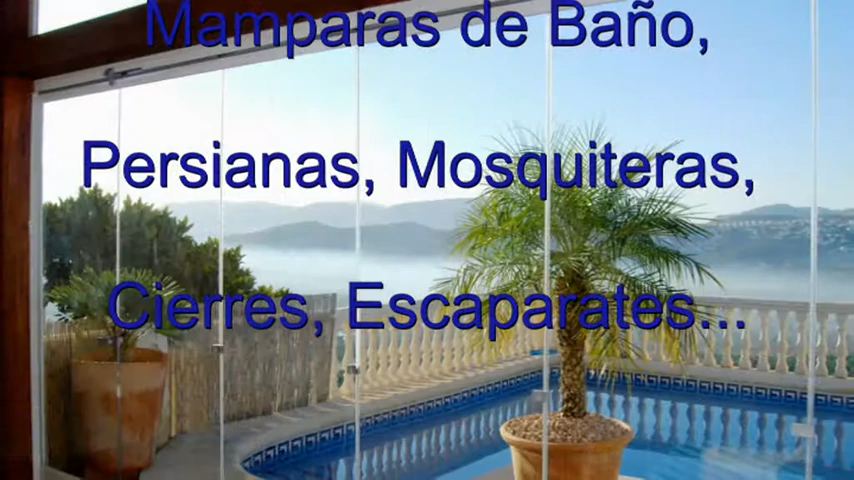 Mamparas de Baño,
Persianas, Mosquiteras,
Cierres, Escaparates...